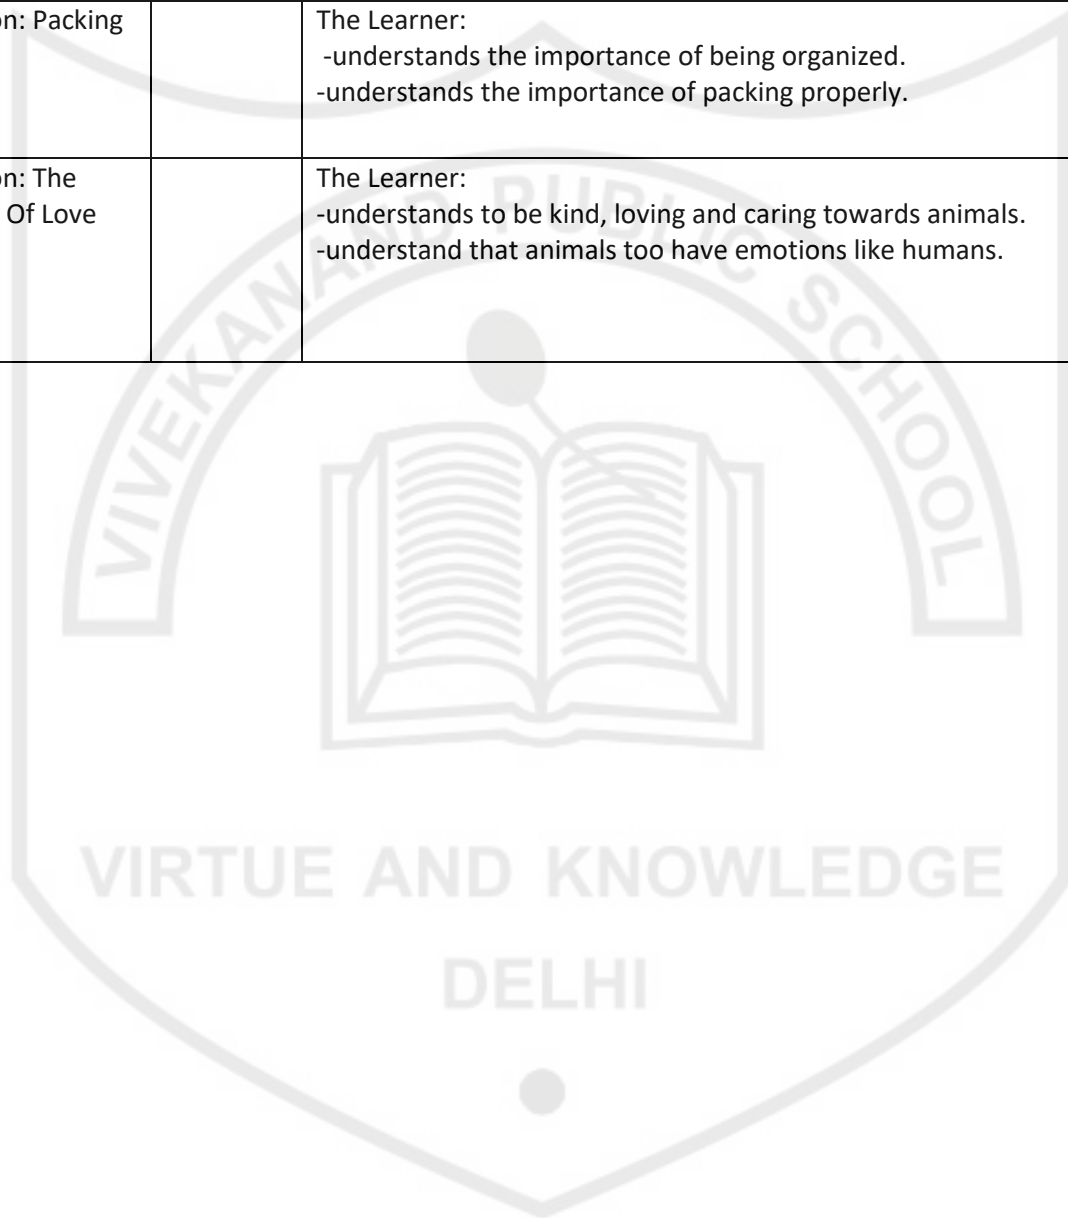 on: Packing
The Learner:
-understands the importance of being organized.
-understands the importance of packing properly.
on: The
Of Love
The Learner:
-understands to be kind, loving and caring towards animals.
-understand that animals too have emotions like humans.
VIVEKANAND PUBLIC SCHOOL
VIRTUE AND KNOWLEDGE
DELHI